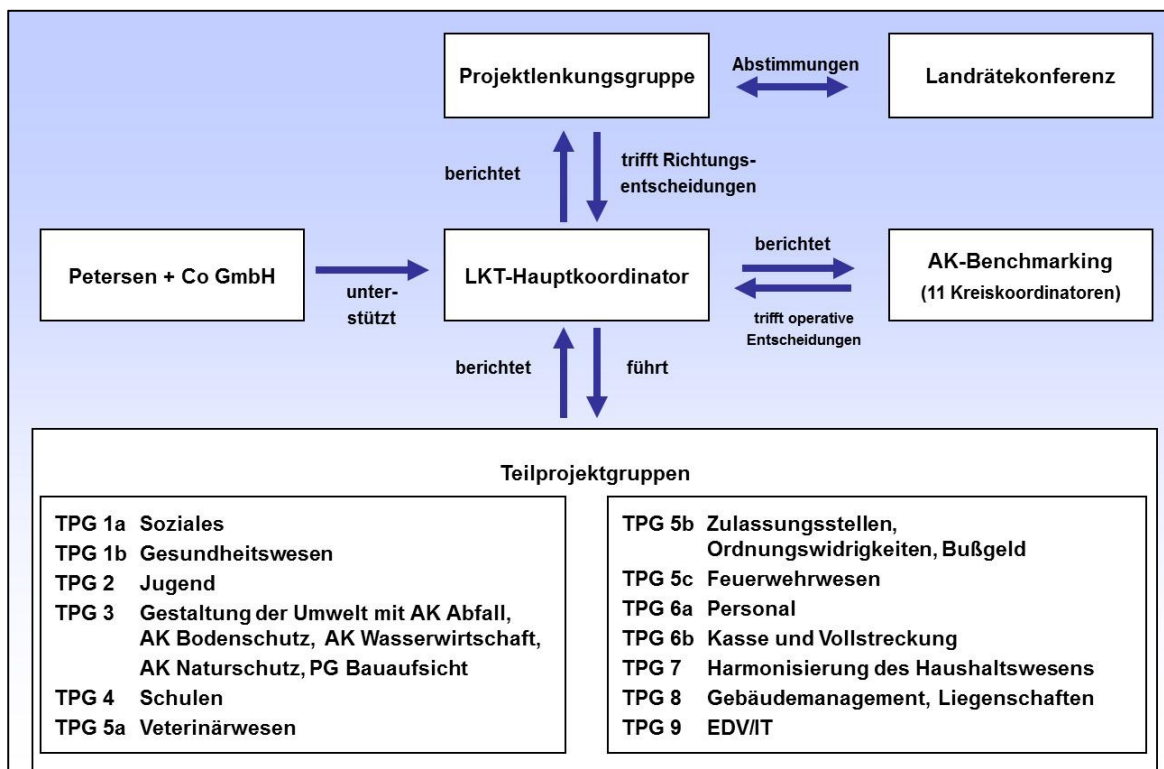 Projektlenkungsgruppe
Abstimmungen
Landrätekonferenz
berichtet
trifft Richtungs-
entscheidungen
Petersen + Co GmbH
unter-
stützt
LKT-Hauptkoordinator
berichtet
trifft operative
Entscheidungen
AK-Benchmarking
(11 Kreiskoordinatoren)
berichtet
führt
Teilprojektgruppen
TPG 1a Soziales
TPG 1b Gesundheitswesen
TPG 2 Jugend
TPG 3 Gestaltung der Umwelt mit AK Abfall,
AK Bodenschutz, AK Wasserwirtschaft,
AK Naturschutz, PG Bauaufsicht
TPG 4 Schulen
TPG 5a Veterinärwesen
TPG 5b Zulassungsstellen,
Ordnungswidrigkeiten, Bußgeld
TPG 5c Feuerwehrwesen
TPG 6a Personal
TPG 6b Kasse und Vollstreckung
TPG 7 Harmonisierung des Haushaltswesens
TPG 8 Gebäudemanagement, Liegenschaften
TPG 9 EDV/IT